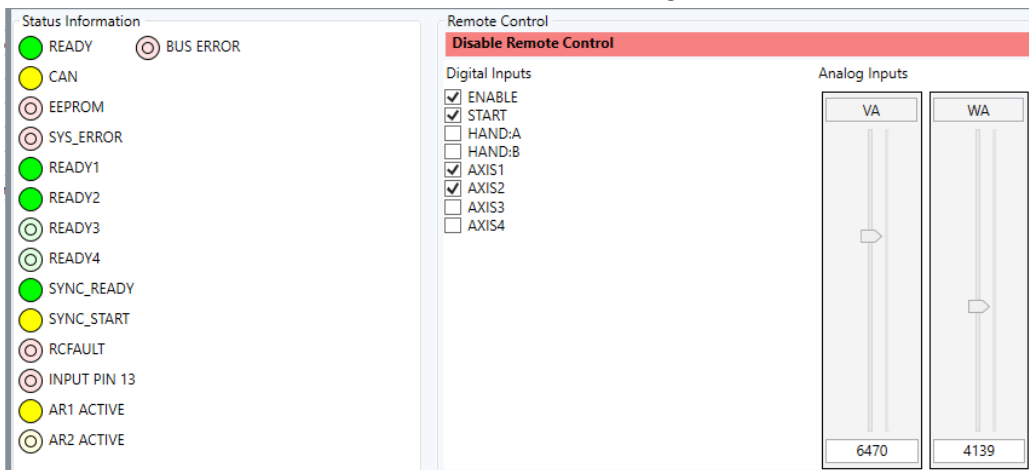 Status Information
READY
BUS ERROR
CAN
EEPROM
SYS_ERROR
READY1
READY2
READY3
READY4
SYNC_READY
SYNC_START
RCFAULT
INPUT PIN 13
AR1 ACTIVE
AR2 ACTIVE
Remote Control
Disable Remote Control
Digital Inputs
ENABLE
START
HAND:A
HAND:B
AXIS1
AXIS2
AXIS3
AXIS4
Analog Inputs
VA
WA
6470
4139